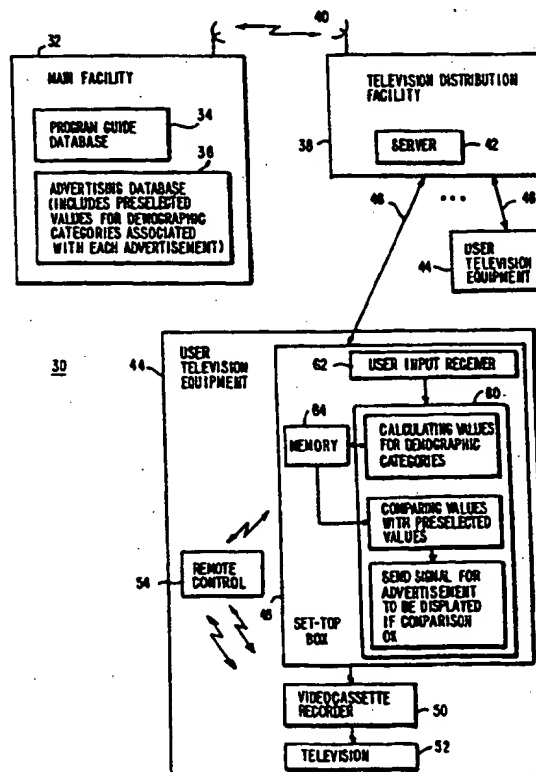 32
40
MAIN FACILITY
PROGRAM GUIDE
DATABASE
34
36
ADVERTISING DATABASE
(INCLUDES PRESELECTED
VALUES FOR DEMOGRAPHIC
CATEGORIES ASSOCIATED
WITH EACH ADVERTISEMENT)
TELEVISION DISTRIBUTION
FACILITY
38
SERVER
42
46
...
46
44
USER
TELEVISION
EQUIPMENT
30
44
USER
TELEVISION
EQUIPMENT
62
USER INPUT RECEIVER
60
64
MEMORY
CALCULATING VALUES
FOR DEMOGRAPHIC
CATEGORIES
COMPARING VALUES
WITH PRESELECTED
VALUES
SEND SIGNAL FOR
ADVERTISEMENT
TO BE DISPLAYED
IF COMPARISON
OK
REMOTE
CONTROL
54
48
SET-TOP
BOX
VIDEOCASSETTE
RECORDER
50
TELEVISION
52